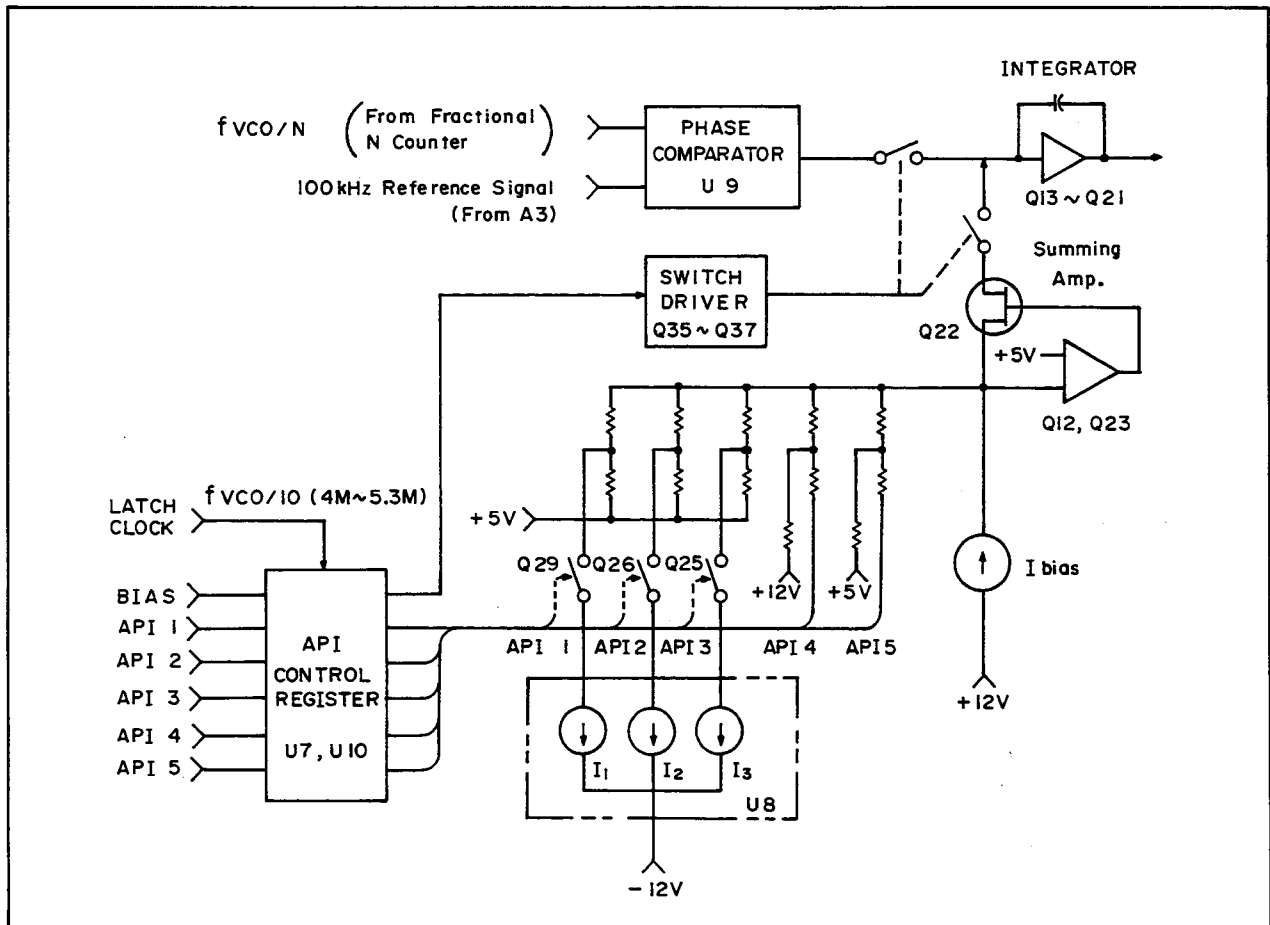 INTEGRATOR
fVCO/N (From Fractional
N Counter)
PHASE
COMPARATOR
U 9
100kHz Reference Signal
(From A3)
Q13 ~ Q21
SWITCH
DRIVER
Q35 ~ Q37
Summing
Amp.
Q22
+5V
Q12, Q23
fVCO/10 (4M~5.3M)
LATCH
CLOCK
+5V
Q29
Q26
Q25
+12V
+5V
I bias
BIAS
API 1
API 2
API 3
API 4
API 5
API
CONTROL
REGISTER
U7, U10
API 1
API 2
API 3
API 4
API 5
+12V
I1
I2
I3
U8
-12V